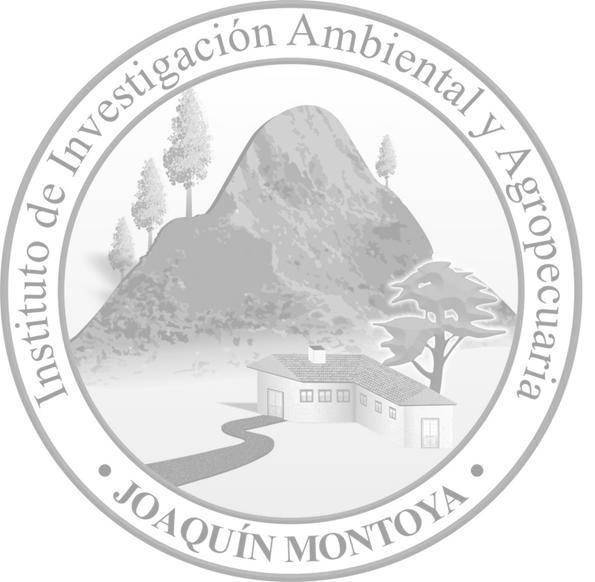 Instituto de Investigación Ambiental y Agropecuaria
• JOAQUÍN MONTOYA •